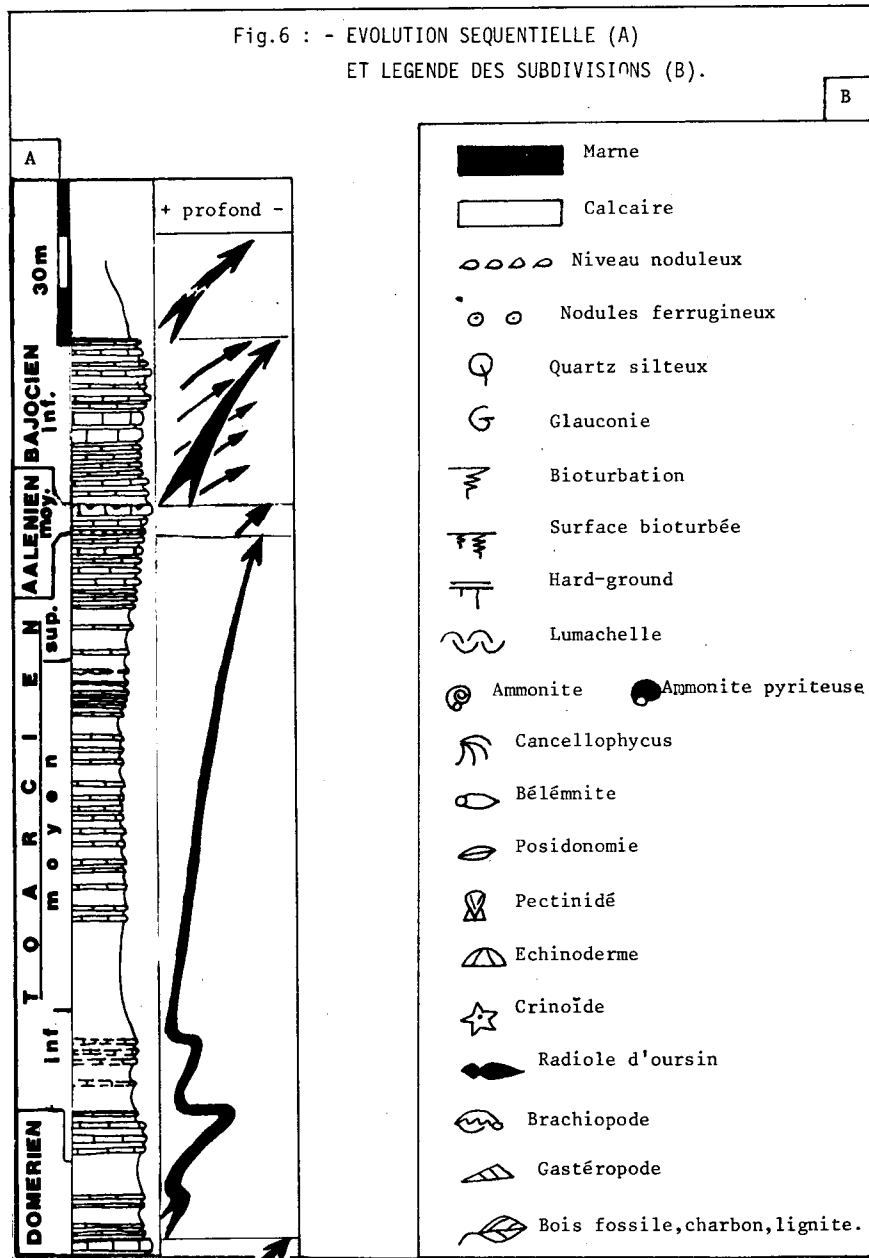 Fig.6 : - EVOLUTION SEQUENTIELLE (A)
ET LEGENDE DES SUBDIVISIONS (B).
A
+ profond -
30m
BAJOCIEN
inf.
AALENIEN
moy.
TOARCIEN
sup.
moyen
inf.
DOMERIEN
B
Marne
Calcaire
Niveau noduleux
Nodules ferrugineux
Quartz silteux
Glauconie
Bioturbation
Surface bioturbée
Hard-ground
Lumachelle
Ammonite Ammonite pyriteuse
Cancellophycus
Bélémnite
Posidonomie
Pectinidé
Echinoderme
Crinoïde
Radiole d'oursin
Brachiopode
Gastéropode
Bois fossile,charbon,lignite.